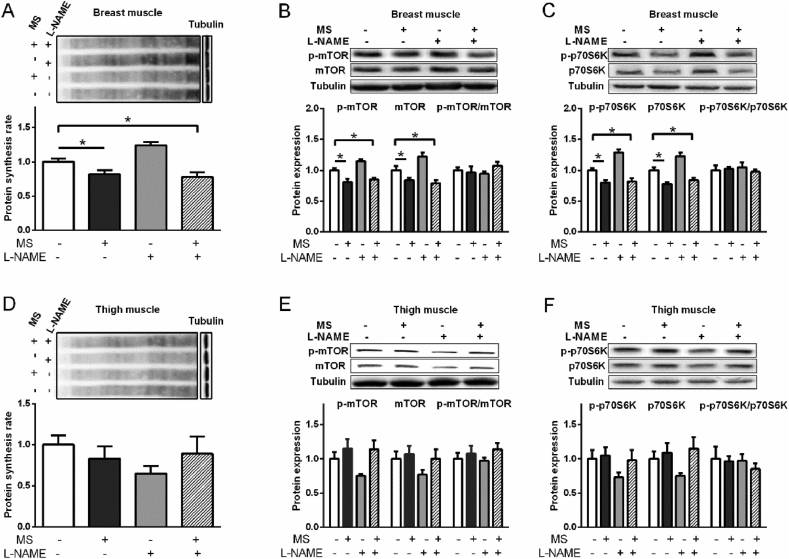 A
MS
L-NAME
Breast muscle
Tubulin
+ +
- +
+ -
- -
Protein synthesis rate
1.5
1.0
0.5
0.0
*
*
MS - + - +
L-NAME - - + +
B
Breast muscle
MS - + - +
L-NAME - - + +
p-mTOR
mTOR
Tubulin
p-mTOR mTOR p-mTOR/mTOR
Protein expression
2.0
1.5
1.0
0.5
0.0
*
*
*
*
MS - + - + - + - + - + - +
L-NAME - - + + - - + + - - + +
C
Breast muscle
MS - + - +
L-NAME - - + +
p-p70S6K
p70S6K
Tubulin
p-p70S6K p70S6K p-p70S6K/p70S6K
Protein expression
2.0
1.5
1.0
0.5
0.0
*
*
*
*
MS - + - + - + - + - + - +
L-NAME - - + + - - + + - - + +
D
MS
L-NAME
Thigh muscle
Tubulin
+ +
- +
+ -
- -
Protein synthesis rate
1.5
1.0
0.5
0.0
MS - + - +
L-NAME - - + +
E
Thigh muscle
MS - + - +
L-NAME - - + +
p-mTOR
mTOR
Tubulin
p-mTOR mTOR p-mTOR/mTOR
Protein expression
2.0
1.5
1.0
0.5
0.0
MS - + - + - + - + - + - +
L-NAME - - + + - - + + - - + +
F
Thigh muscle
MS - + - +
L-NAME - - + +
p-p70S6K
p70S6K
Tubulin
p-p70S6K p70S6K p-p70S6K/p70S6K
Protein expression
2.0
1.5
1.0
0.5
0.0
MS - + - + - + - + - + - +
L-NAME - - + + - - + + - - + +